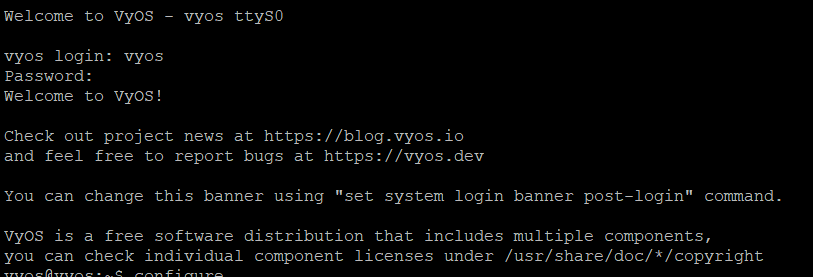 Welcome to VyOS - vyos ttyS0
vyos login: vyos
Password:
Welcome to VyOS!
Check out project news at https://blog.vyos.io
and feel free to report bugs at https://vyos.dev
You can change this banner using "set system login banner post-login" command.
VyOS is a free software distribution that includes multiple components,
you can check individual component licenses under /usr/share/doc/*/copyright
vyos@vyos:~$ configure